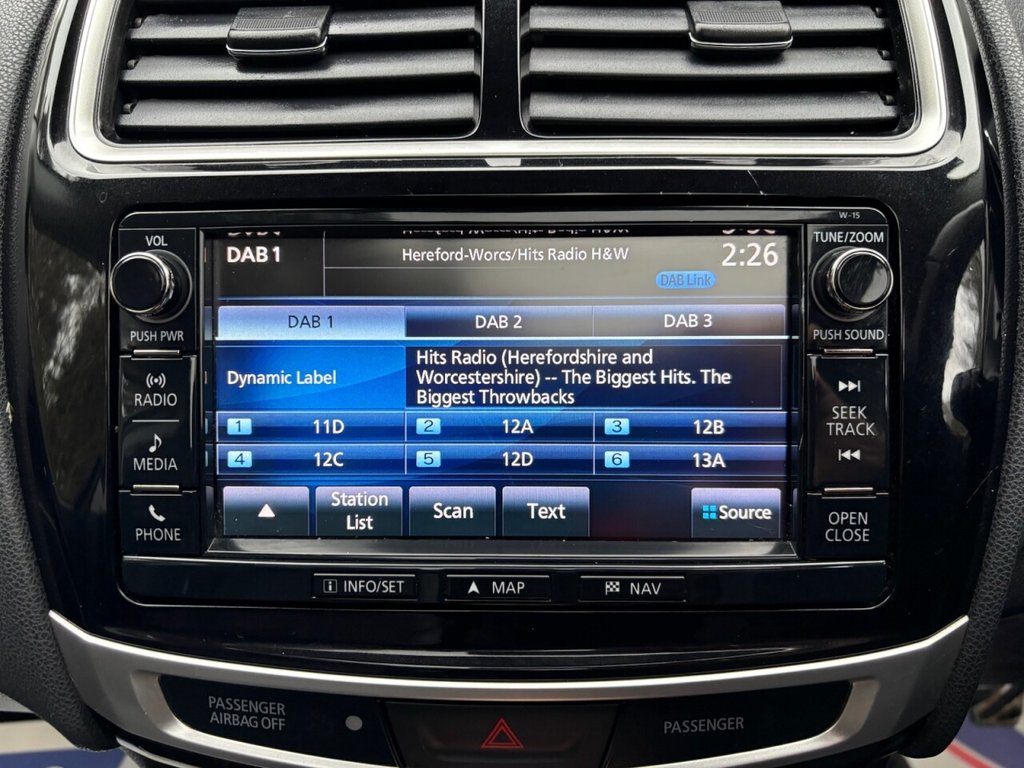 W-15
VOL
TUNE/ZOOM
DAB 1
Hereford-Worcs/Hits Radio H&W
2:26
DAB Link
DAB 1
DAB 2
DAB 3
PUSH PWR
PUSH SOUND
Dynamic Label
Hits Radio (Herefordshire and
Worcestershire) -- The Biggest Hits. The
Biggest Throwbacks
RADIO
SEEK
TRACK
1 11D
2 12A
3 12B
4 12C
5 12D
6 13A
MEDIA
Station
List
Scan
Text
Source
PHONE
OPEN
CLOSE
i INFO/SET
MAP
NAV
PASSENGER
AIRBAG OFF
PASSENGER